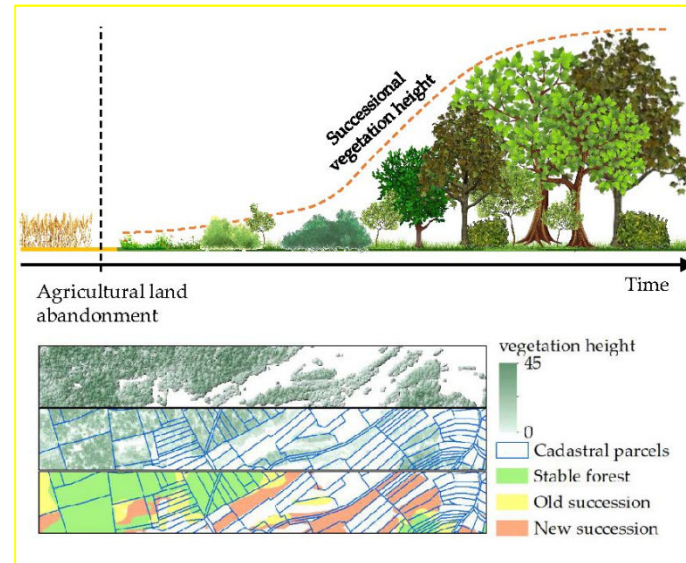 Successional
vegetation height
Time
Agricultural land
abandonment
vegetation height
45
0
Cadastral parcels
Stable forest
Old succession
New succession